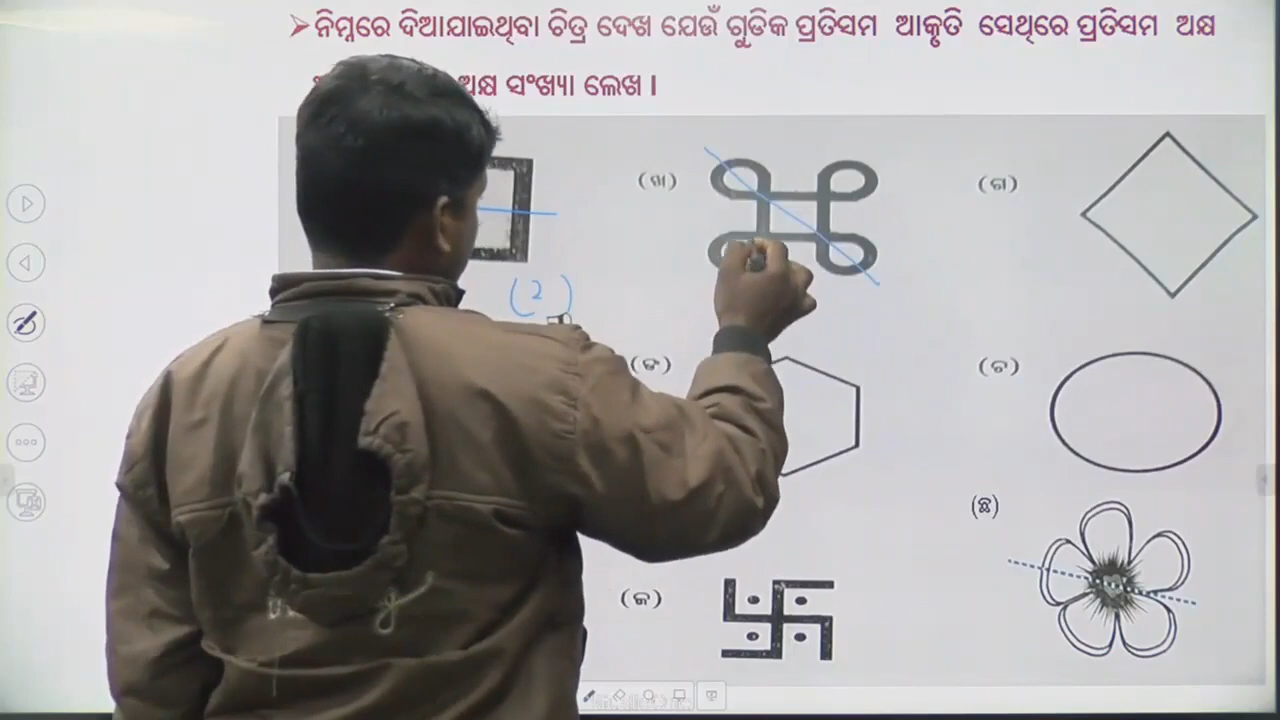 ନିମ୍ନରେ ଦିଆଯାଇଥିବା ଚିତ୍ର ଦେଖ ଯେଉଁ ଗୁଡିକ ପ୍ରତିସମ ଆକୃତି ସେଥିରେ ପ୍ରତିସମ ଅକ୍ଷ
ଅକ୍ଷ ସଂଖ୍ୟା ଲେଖ ।
(ଖ) (ଗ)
(2)
(ଙ) (ଚ)
(ଛ)
(ଜ)